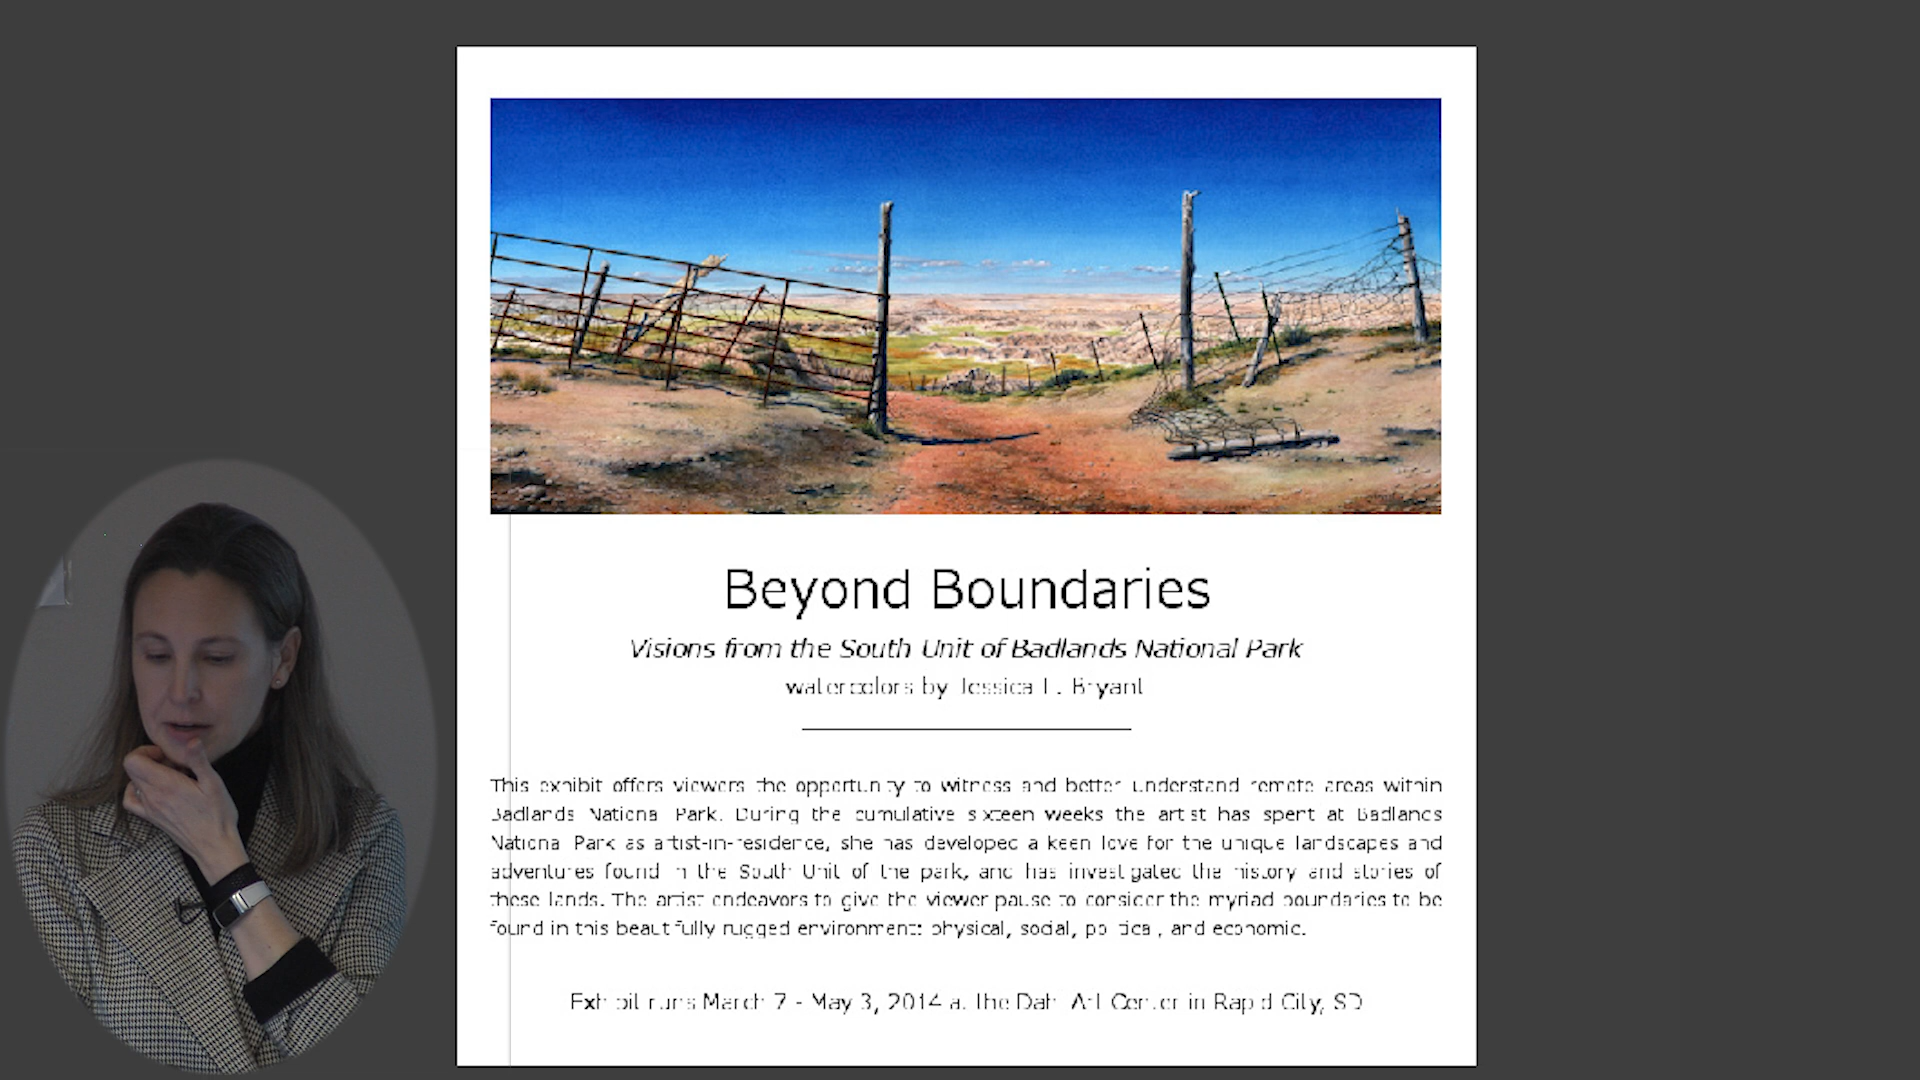 Beyond Boundaries
Visions from the South Unit of Badlands National Park
watercolors by Jessica L. Bryant
This exhibit offers viewers the opportunity to witness and better understand remote areas within
Badlands National Park. During the cumulative sixteen weeks the artist has spent at Badlands
National Park as artist-in-residence, she has developed a keen love for the unique landscapes and
adventures found in the South Unit of the park, and has investigated the history and stories of
these lands. The artist endeavors to give the viewer pause to consider the myriad boundaries to be
found in this beautifully rugged environment: physical, social, political, and economic.
Exhibit runs March 7 - May 3, 2014 at The Dahl Art Center in Rapid City, SD